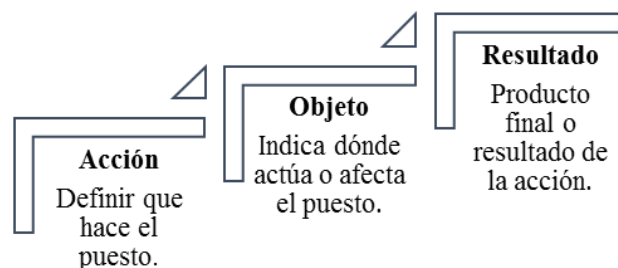 Acción
Definir que
hace el
puesto.
Objeto
Indica dónde
actúa o afecta
el puesto.
Resultado
Producto
final o
resultado de
la acción.